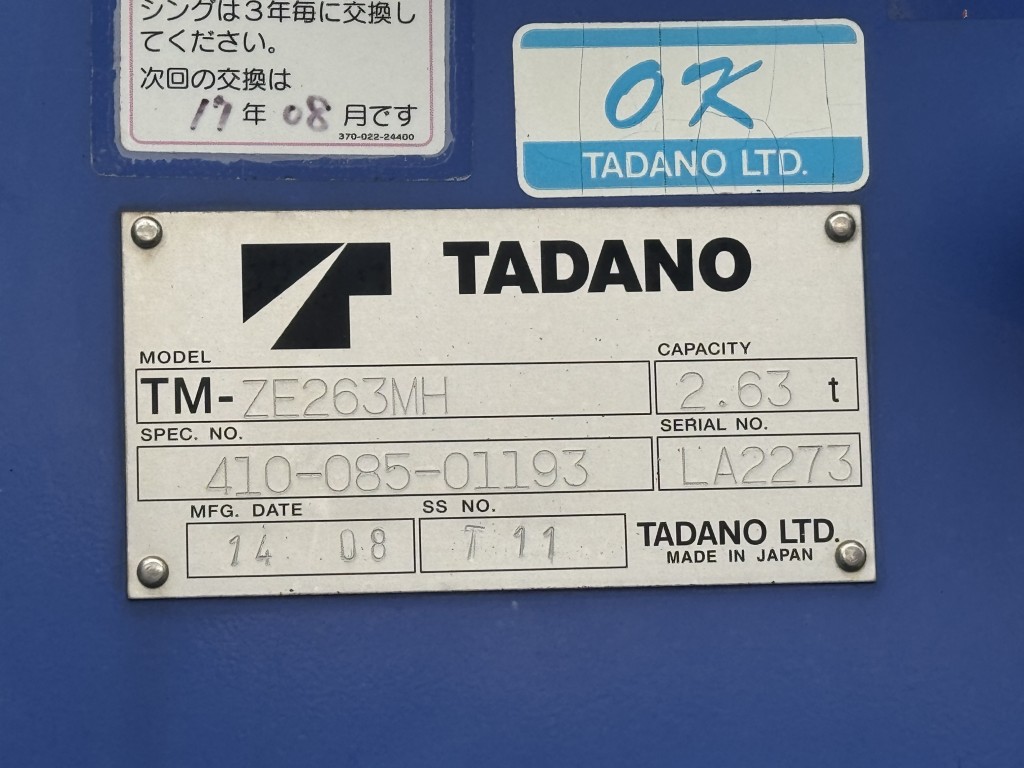 シングは3年毎に交換し
てください。
次回の交換は
17年 08月です
370-022-24400
OK
TADANO LTD.
TADANO
MODEL
TM-ZE263MH
CAPACITY
2.63 t
SPEC. NO.
410-085-01193
SERIAL NO.
LA2273
MFG. DATE
14 08
SS NO.
T 11
TADANO LTD.
MADE IN JAPAN